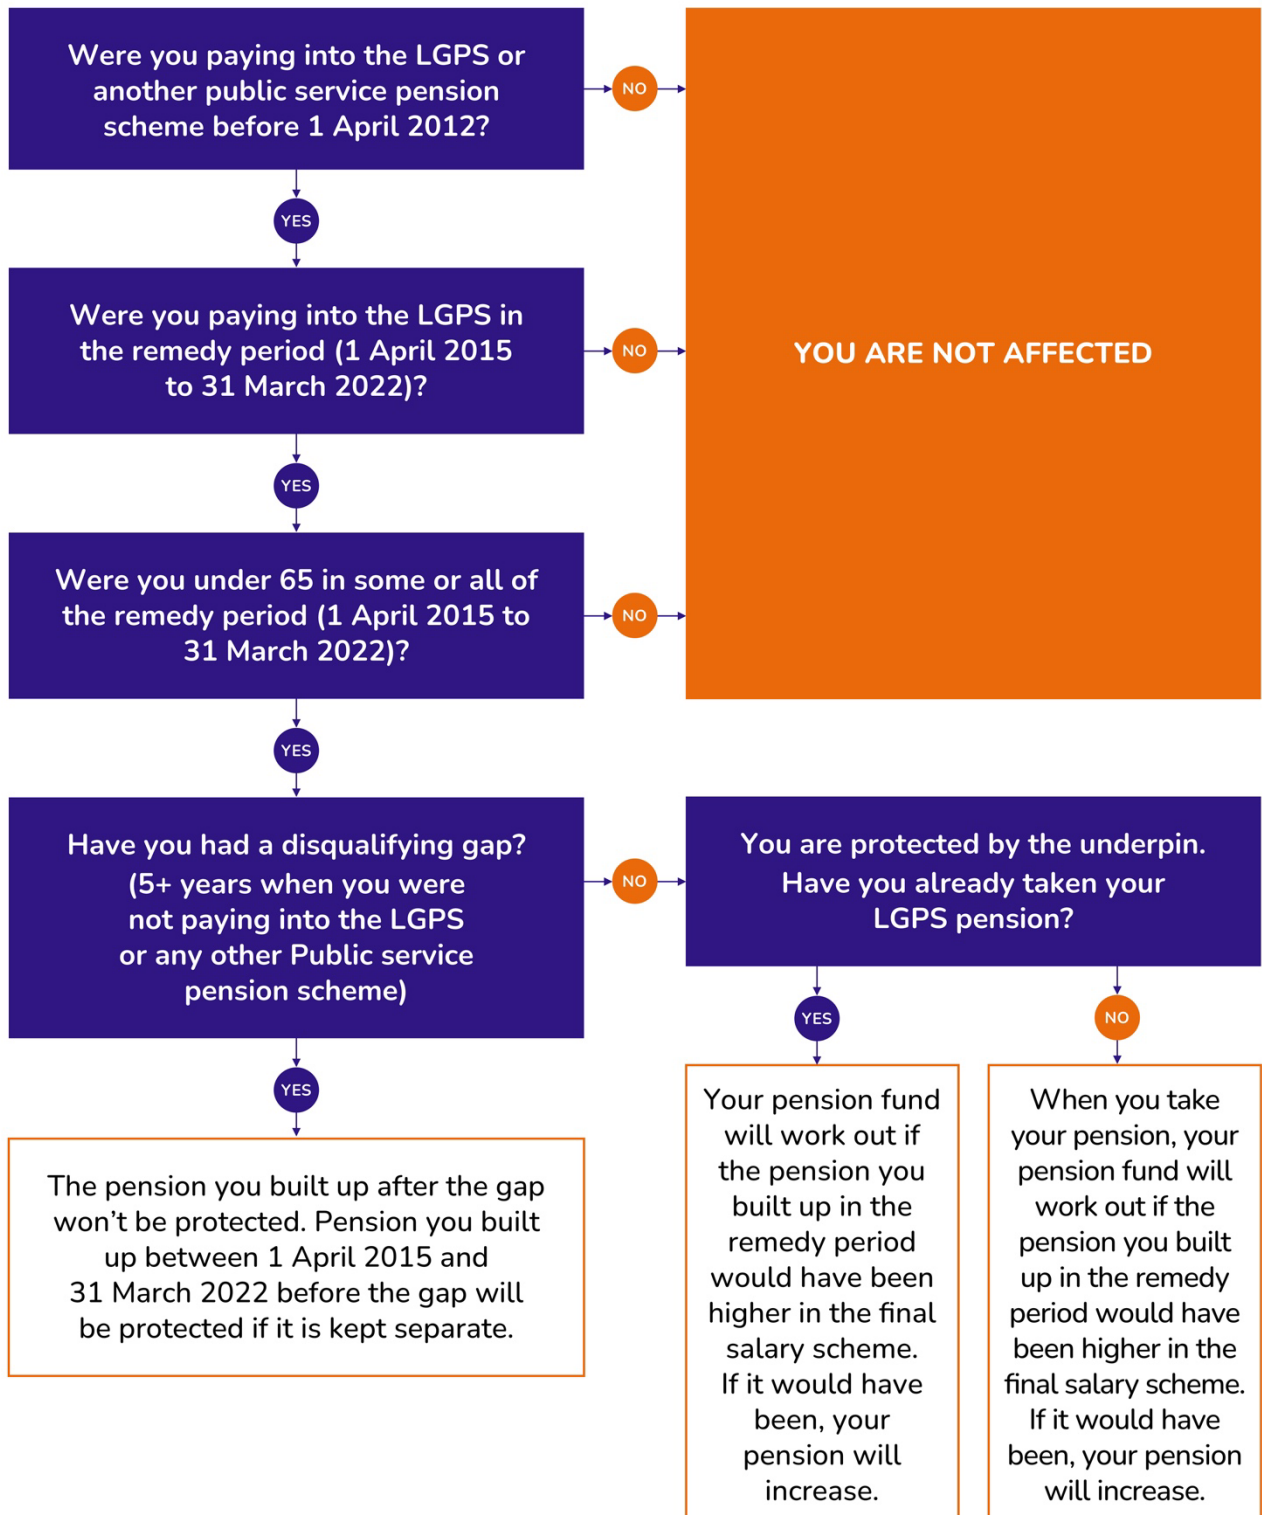 Were you paying into the LGPS or
another public service pension
scheme before 1 April 2012?
NO
YES
Were you paying into the LGPS in
the remedy period (1 April 2015
to 31 March 2022)?
NO
YOU ARE NOT AFFECTED
YES
Were you under 65 in some or all of
the remedy period (1 April 2015 to
31 March 2022)?
NO
YES
Have you had a disqualifying gap?
(5+ years when you were
not paying into the LGPS
or any other Public service
pension scheme)
NO
You are protected by the underpin.
Have you already taken your
LGPS pension?
YES
The pension you built up after the gap
won’t be protected. Pension you built
up between 1 April 2015 and
31 March 2022 before the gap will
be protected if it is kept separate.
YES
Your pension fund
will work out if
the pension you
built up in the
remedy period
would have been
higher in the final
salary scheme.
If it would have
been, your
pension will
increase.
NO
When you take
your pension, your
pension fund will
work out if the
pension you built
up in the remedy
period would have
been higher in the
final salary scheme.
If it would have
been, your pension
will increase.